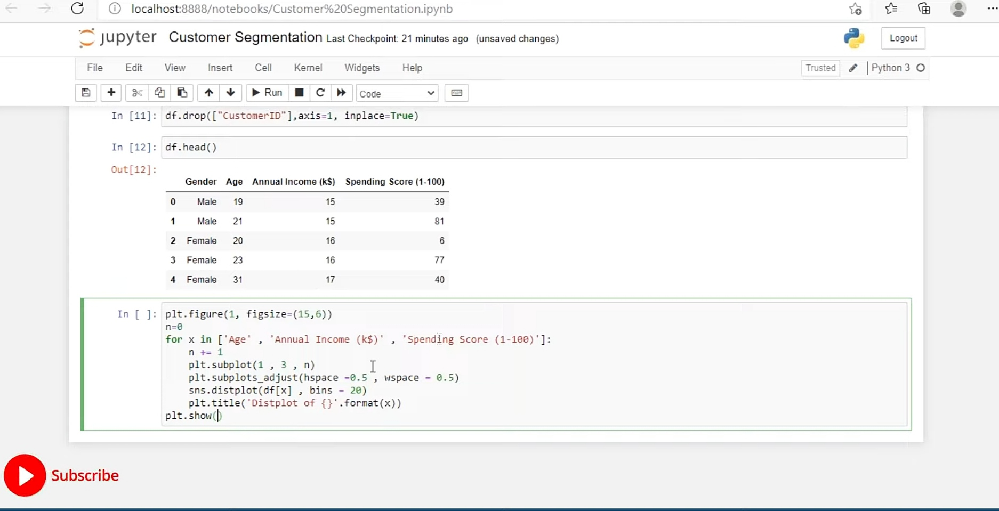 localhost:8888/notebooks/Customer%20Segmentation.ipynb
jupyter Customer Segmentation Last Checkpoint: 21 minutes ago (unsaved changes) Logout
File Edit View Insert Cell Kernel Widgets Help Trusted Python 3
Run Code
In [11]: df.drop(["CustomerID"],axis=1, inplace=True)
In [12]: df.head()
Out[12]:
Gender Age Annual Income (k$) Spending Score (1-100)
0 Male 19 15 39
1 Male 21 15 81
2 Female 20 16 6
3 Female 23 16 77
4 Female 31 17 40
In [ ]: plt.figure(1, figsize=(15,6))
n=0
for x in ['Age' , 'Annual Income (k$)' , 'Spending Score (1-100)']:
    n += 1
    plt.subplot(1 , 3 , n)
    plt.subplots_adjust(hspace =0.5 , wspace = 0.5)
    sns.distplot(df[x] , bins = 20)
    plt.title('Distplot of {}'.format(x))
plt.show()
Subscribe